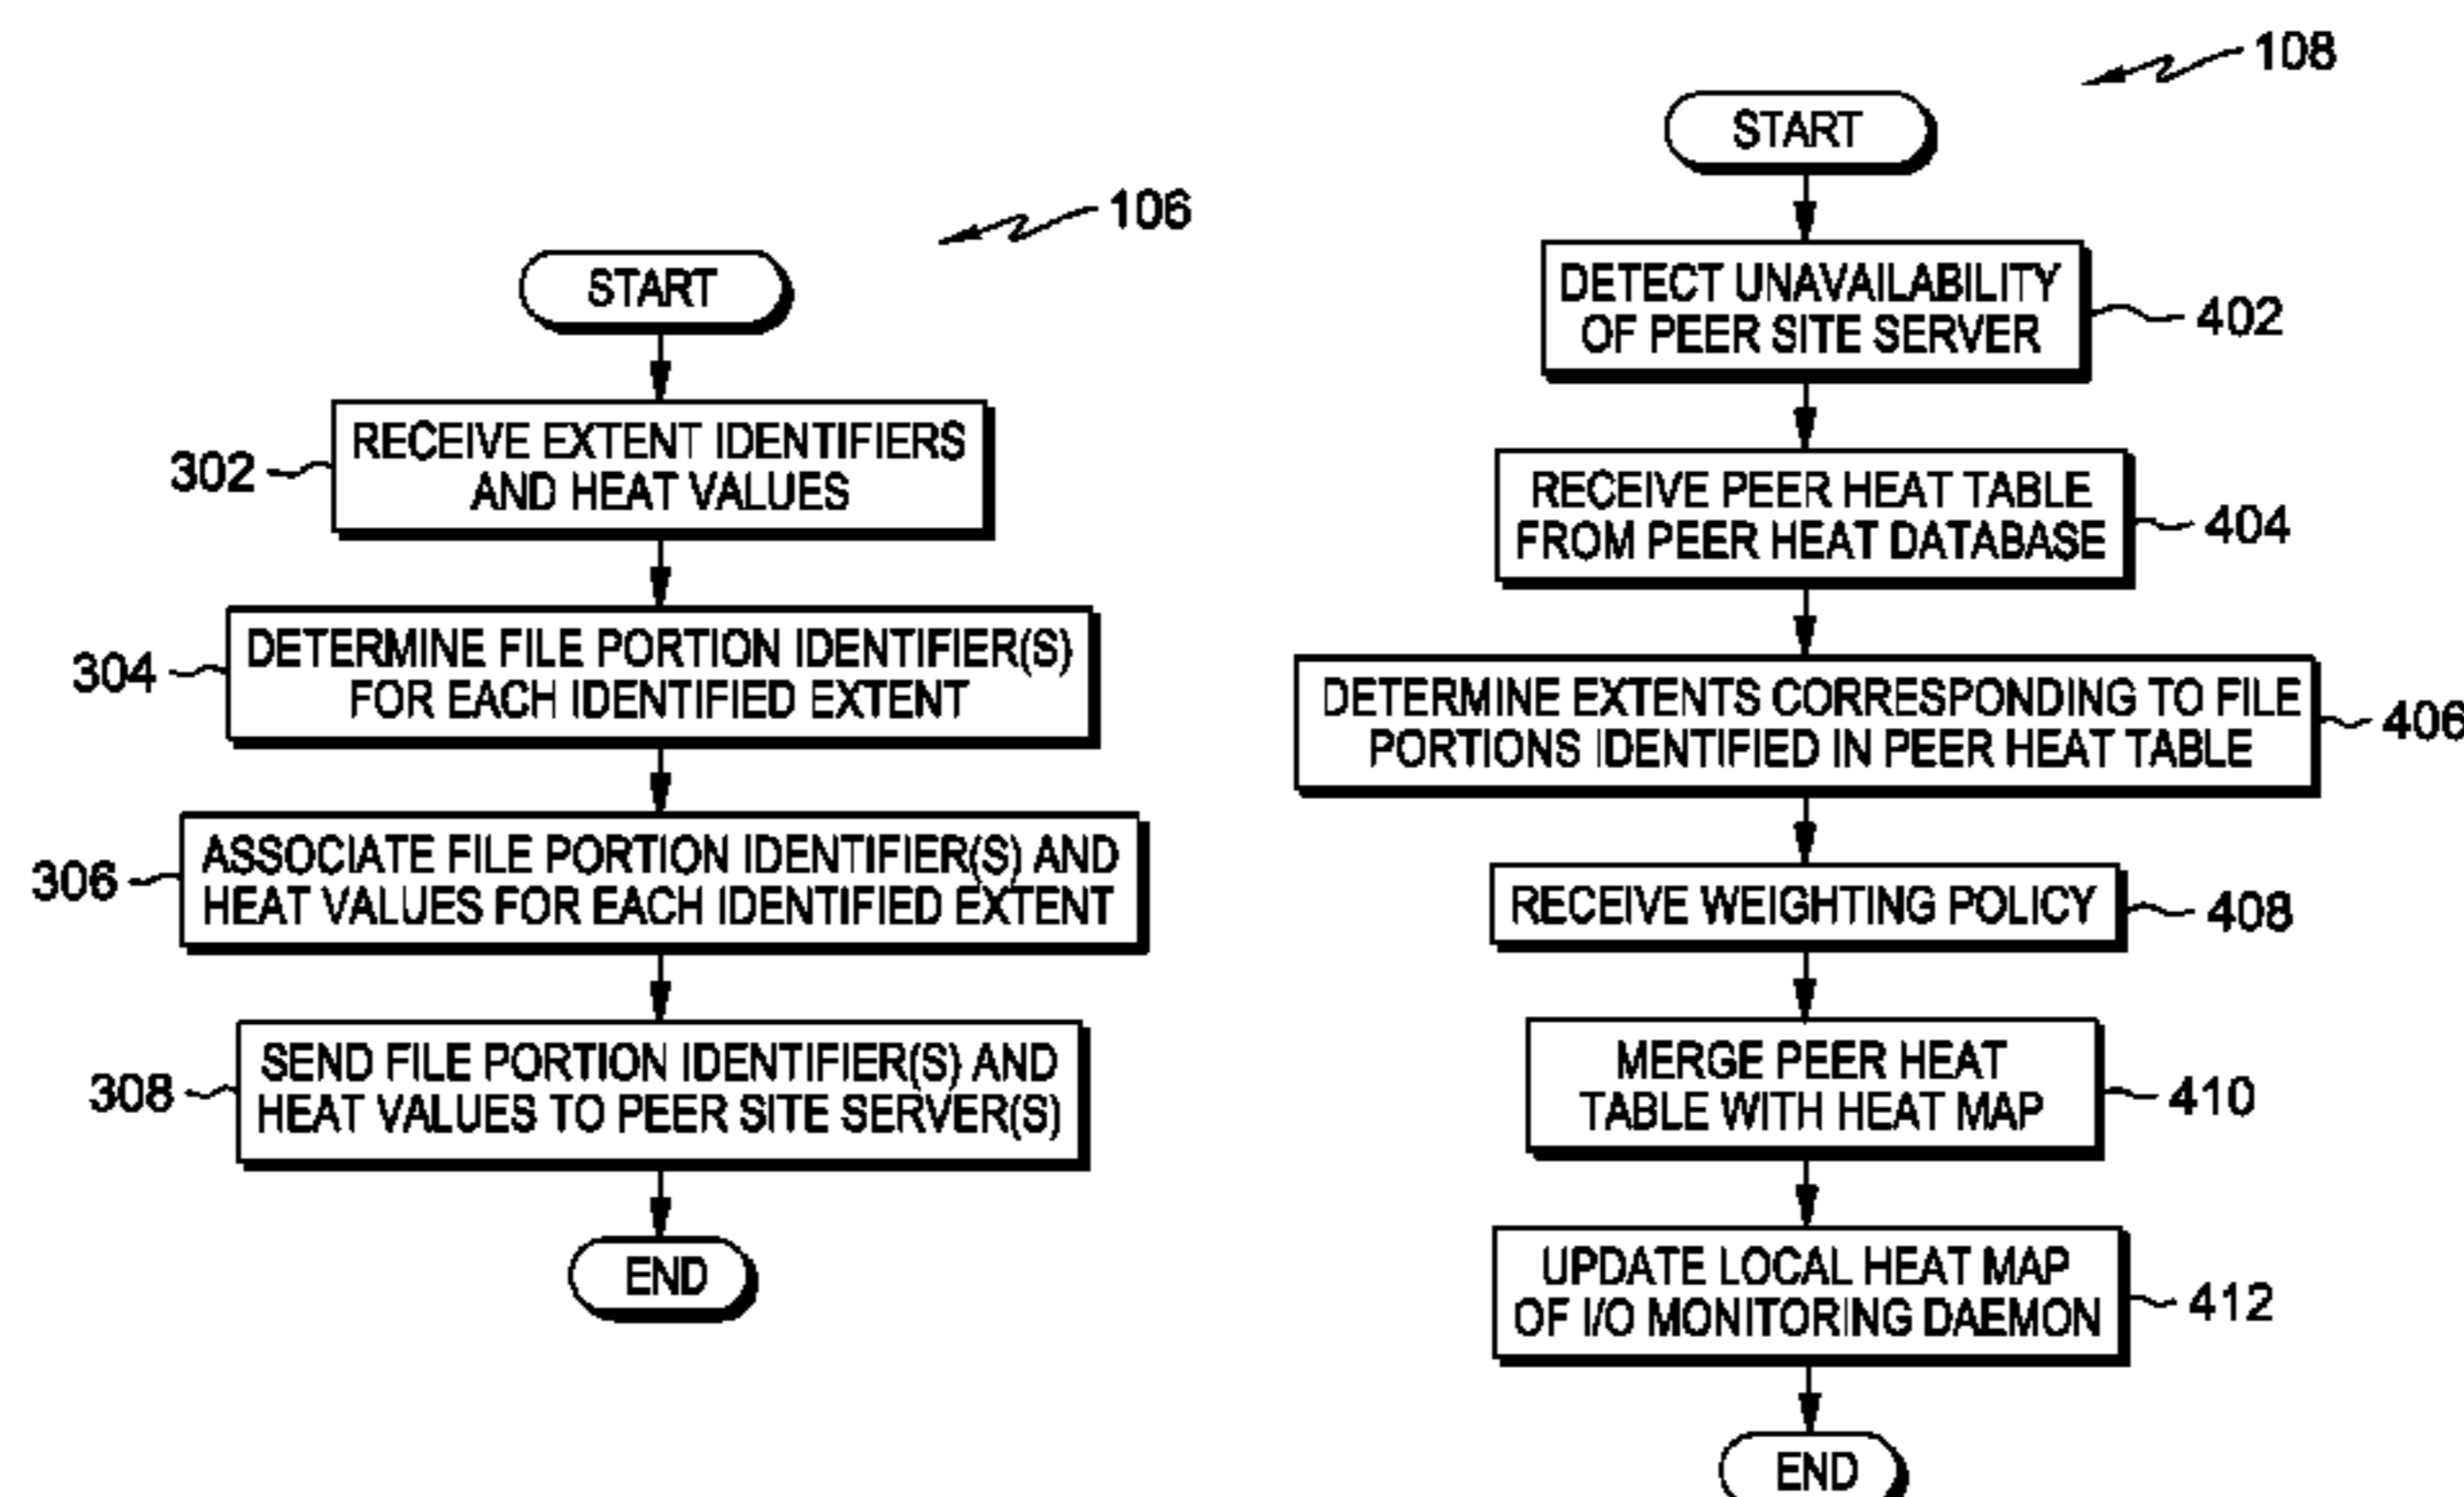 106
START
302
RECEIVE EXTENT IDENTIFIERS
AND HEAT VALUES
304
DETERMINE FILE PORTION IDENTIFIER(S)
FOR EACH IDENTIFIED EXTENT
306
ASSOCIATE FILE PORTION IDENTIFIER(S) AND
HEAT VALUES FOR EACH IDENTIFIED EXTENT
308
SEND FILE PORTION IDENTIFIER(S) AND
HEAT VALUES TO PEER SITE SERVER(S)
END
108
START
DETECT UNAVAILABILITY
OF PEER SITE SERVER
402
RECEIVE PEER HEAT TABLE
FROM PEER HEAT DATABASE
404
DETERMINE EXTENTS CORRESPONDING TO FILE
PORTIONS IDENTIFIED IN PEER HEAT TABLE
406
RECEIVE WEIGHTING POLICY
408
MERGE PEER HEAT
TABLE WITH HEAT MAP
410
UPDATE LOCAL HEAT MAP
OF I/O MONITORING DAEMON
412
END